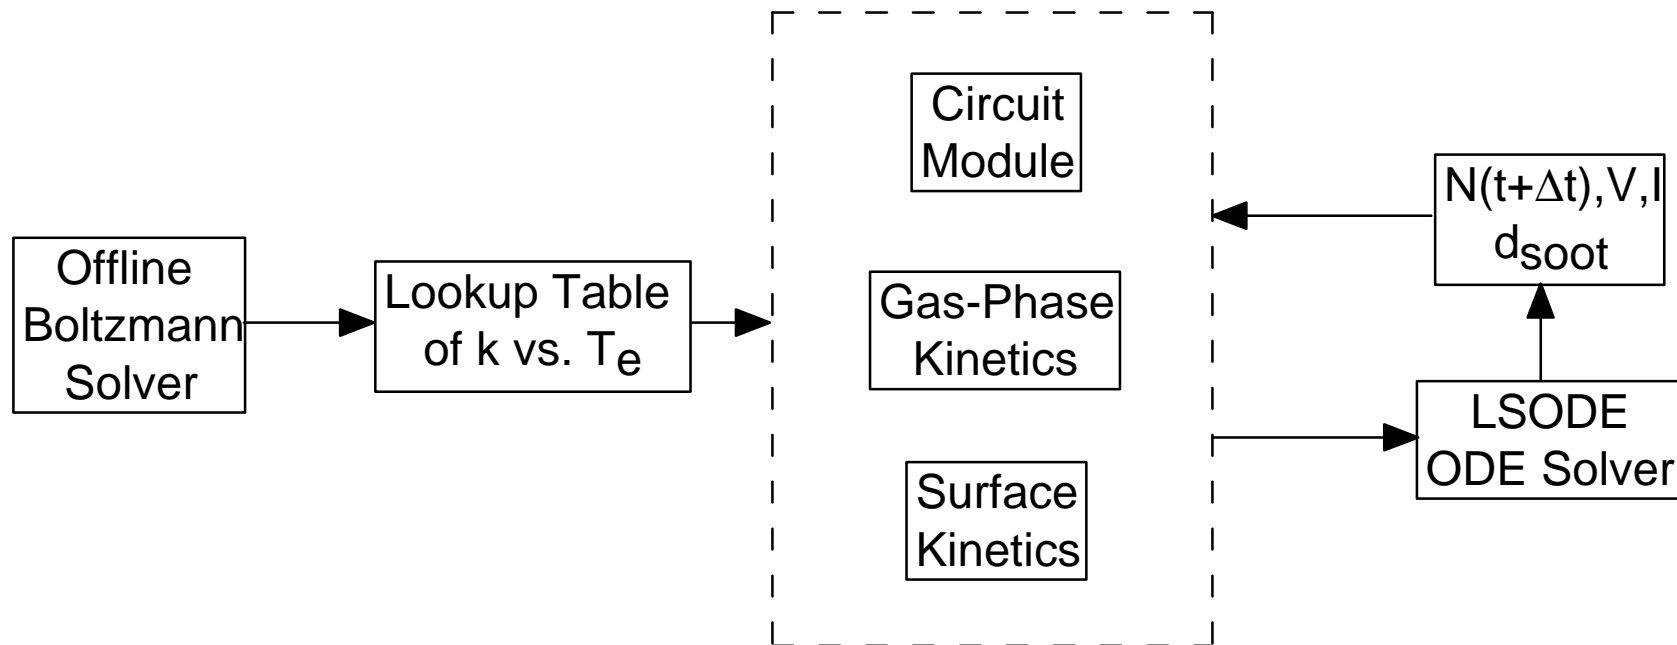 Offline
Boltzmann
Solver
Lookup Table
of k vs. Te
Circuit
Module
Gas-Phase
Kinetics
Surface
Kinetics
N(t+Δt),V,I
dsoot
LSODE
ODE Solver